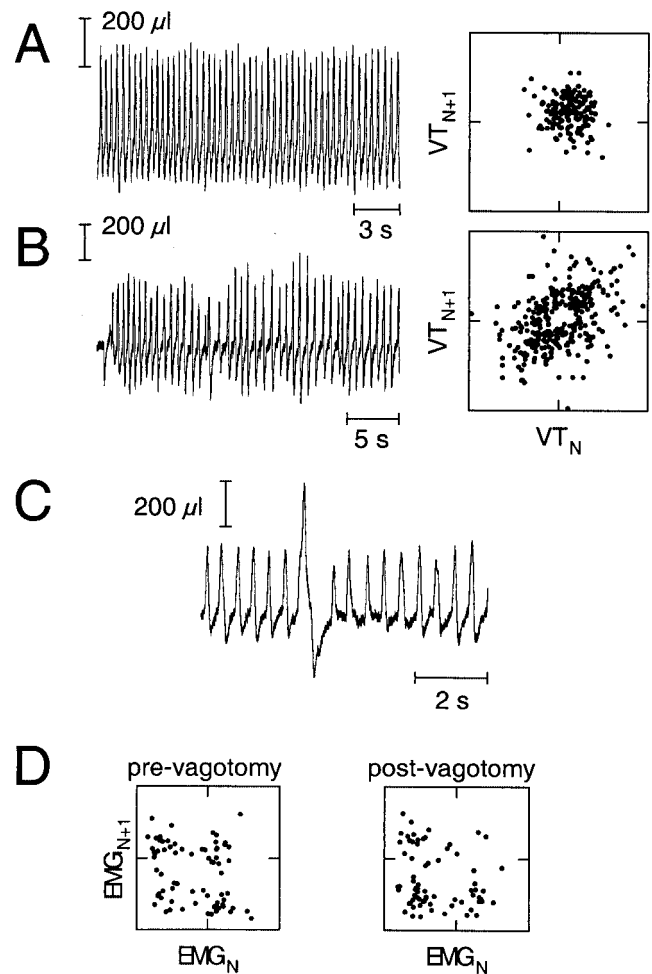 A
200 µl
VT_N+1
3 s
B
200 µl
VT_N+1
5 s
VT_N
C
200 µl
2 s
D
pre-vagotomy
post-vagotomy
EMG_N+1
EMG_N
EMG_N